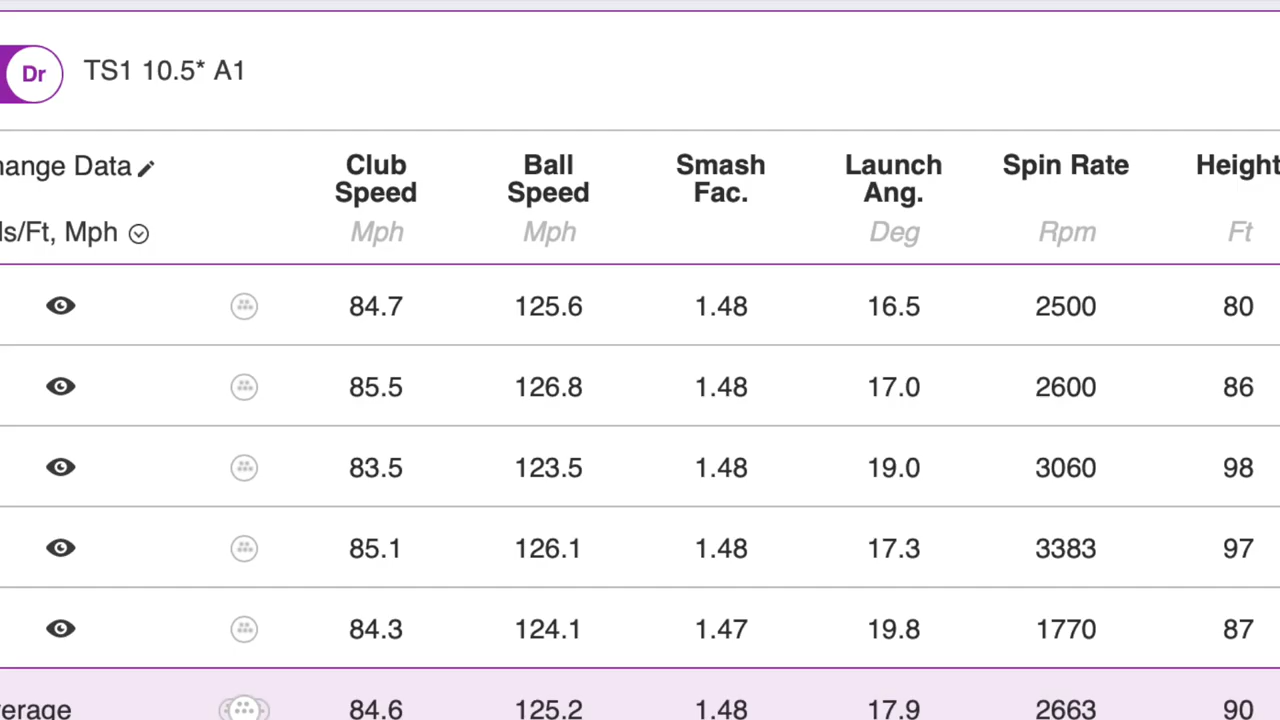 Dr TS1 10.5* A1
hange Data Club Speed Ball Speed Smash Fac. Launch Ang. Spin Rate Height
ds/Ft, Mph Mph Mph Deg Rpm Ft
84.7 125.6 1.48 16.5 2500 80
85.5 126.8 1.48 17.0 2600 86
83.5 123.5 1.48 19.0 3060 98
85.1 126.1 1.48 17.3 3383 97
84.3 124.1 1.47 19.8 1770 87
verage 84.6 125.2 1.48 17.9 2663 90